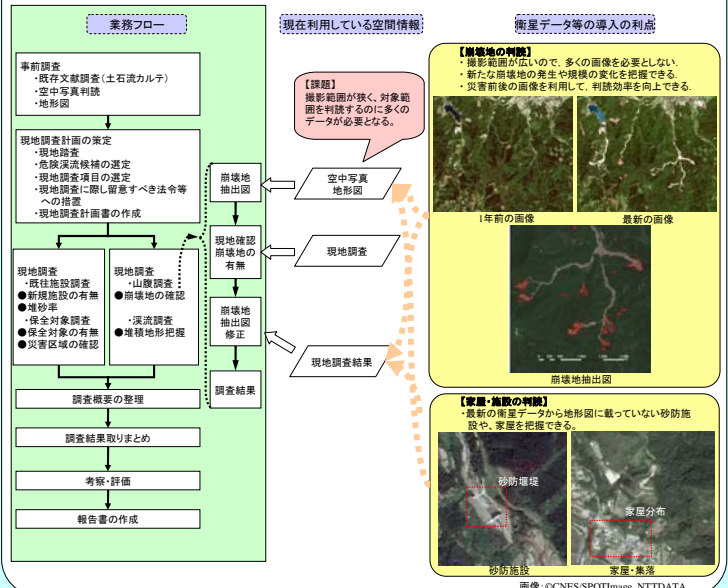 業務フロー
現在利用している空間情報
衛星データ等の導入の利点
事前調査
・既存文献調査（土石流カルテ）
・空中写真判読
・地形図
現地調査計画の策定
・現地踏査
・危険渓流候補の選定
・現地調査項目の選定
・現地調査に際し留意すべき法令等
への措置
・現地調査計画書の作成
現地調査
・既往施設調査
●新規施設の有無
●堆砂率
・保全対象調査
●保全対象の有無
●災害区域の確認
現地調査
・山腹調査
●崩壊地の確認
・渓流調査
●堆積地形把握
調査概要の整理
調査結果取りまとめ
考察・評価
報告書の作成
崩壊地
抽出図
現地確認
崩壊地の
有無
崩壊地
抽出図
修正
調査結果
【課題】
撮影範囲が狭く、対象範
囲を判読するのに多くの
データが必要となる。
空中写真
地形図
現地調査
現地調査結果
【崩壊地の判読】
・撮影範囲が広いので，多くの画像を必要としない．
・新たな崩壊地の発生や規模の変化を把握できる．
・災害前後の画像を利用して，判読効率を向上できる．
1年前の画像
最新の画像
崩壊地抽出図
【家屋・施設の判読】
・最新の衛星データから地形図に載っていない砂防施
設や、家屋を把握できる。
砂防堰堤
家屋分布
砂防施設
家屋・集落
画像：©CNES/SPOTImage, NTTDATA